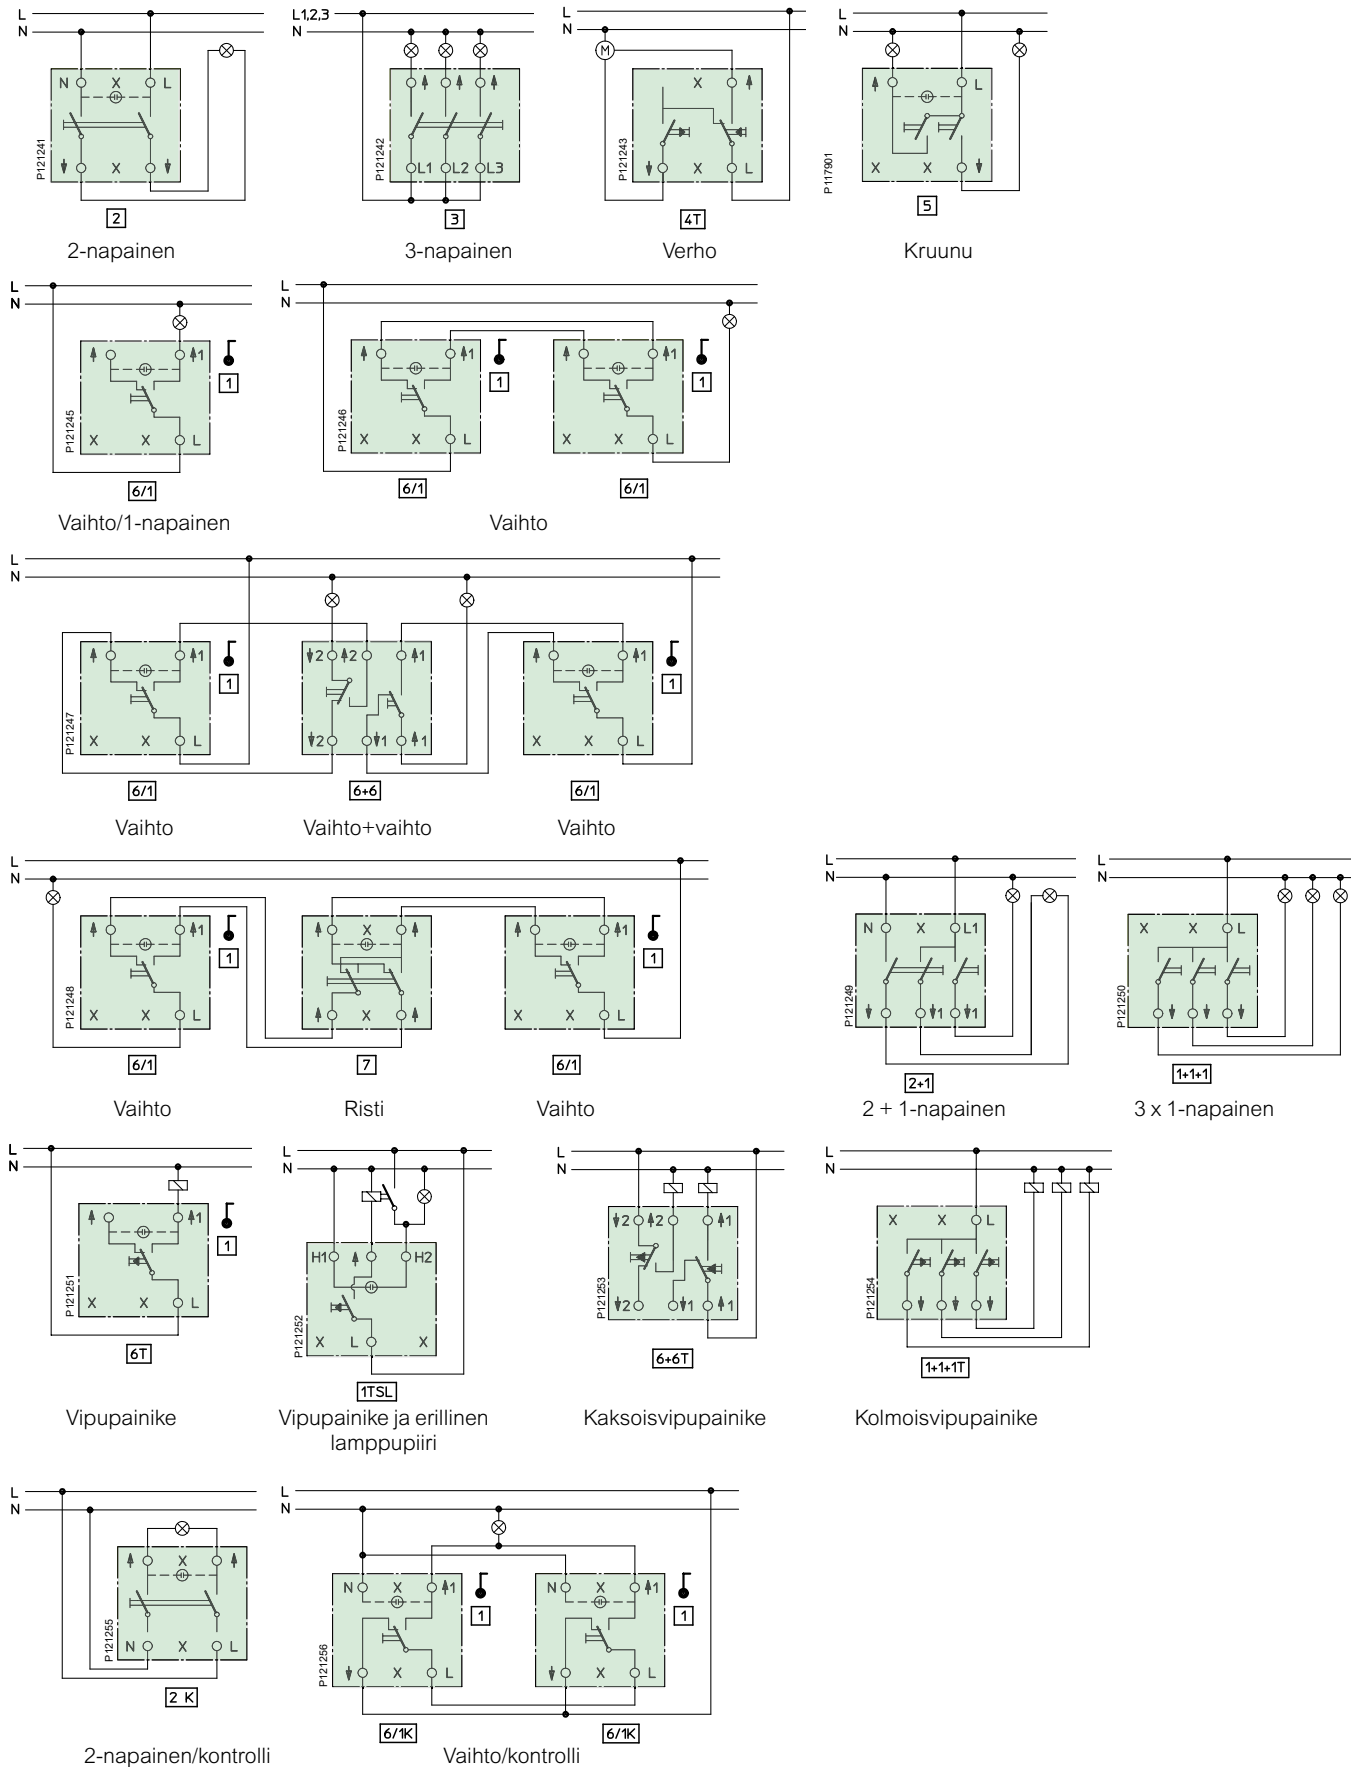 L
N
N X L
X
P121241
2
2-napainen
L1,2,3
N
L1 L2 L3
P121242
3
3-napainen
L
N
M
X
X L
P121243
4T
Verho
L
N
L
X X
P117901
5
Kruunu
L
N
1
X X L
P121245
1
6/1
Vaihto/1-napainen
L
N
1
X X L
P121246
1
6/1
1
X X L
1
6/1
Vaihto
L
N
1
X X L
P121247
1
6/1
Vaihto
2 2 1
2 1 1
6+6
Vaihto+vaihto
1
X X L
1
6/1
Vaihto
L
N
1
X X L
P121248
1
6/1
Vaihto
X
X
7
Risti
1
X X L
1
6/1
Vaihto
L
N
N X L1
1 1
P121249
2+1
2 + 1-napainen
L
N
X X L
P121250
1+1+1
3 x 1-napainen
L
N
1
X X L
P121251
1
6T
Vipupainike
L
N
H1 H2
X L X
P121252
1TSL
Vipupainike ja erillinen
lamppupiiri
L
N
2 2 1
2 1 1
P121253
6+6T
Kaksoisvipupainike
L
N
X X L
P121254
1+1+1T
Kolmoisvipupainike
L
N
X
N X L
P121255
2 K
2-napainen/kontrolli
L
N
N X 1
X L
P121256
1
6/1K
N X 1
X L
1
6/1K
Vaihto/kontrolli